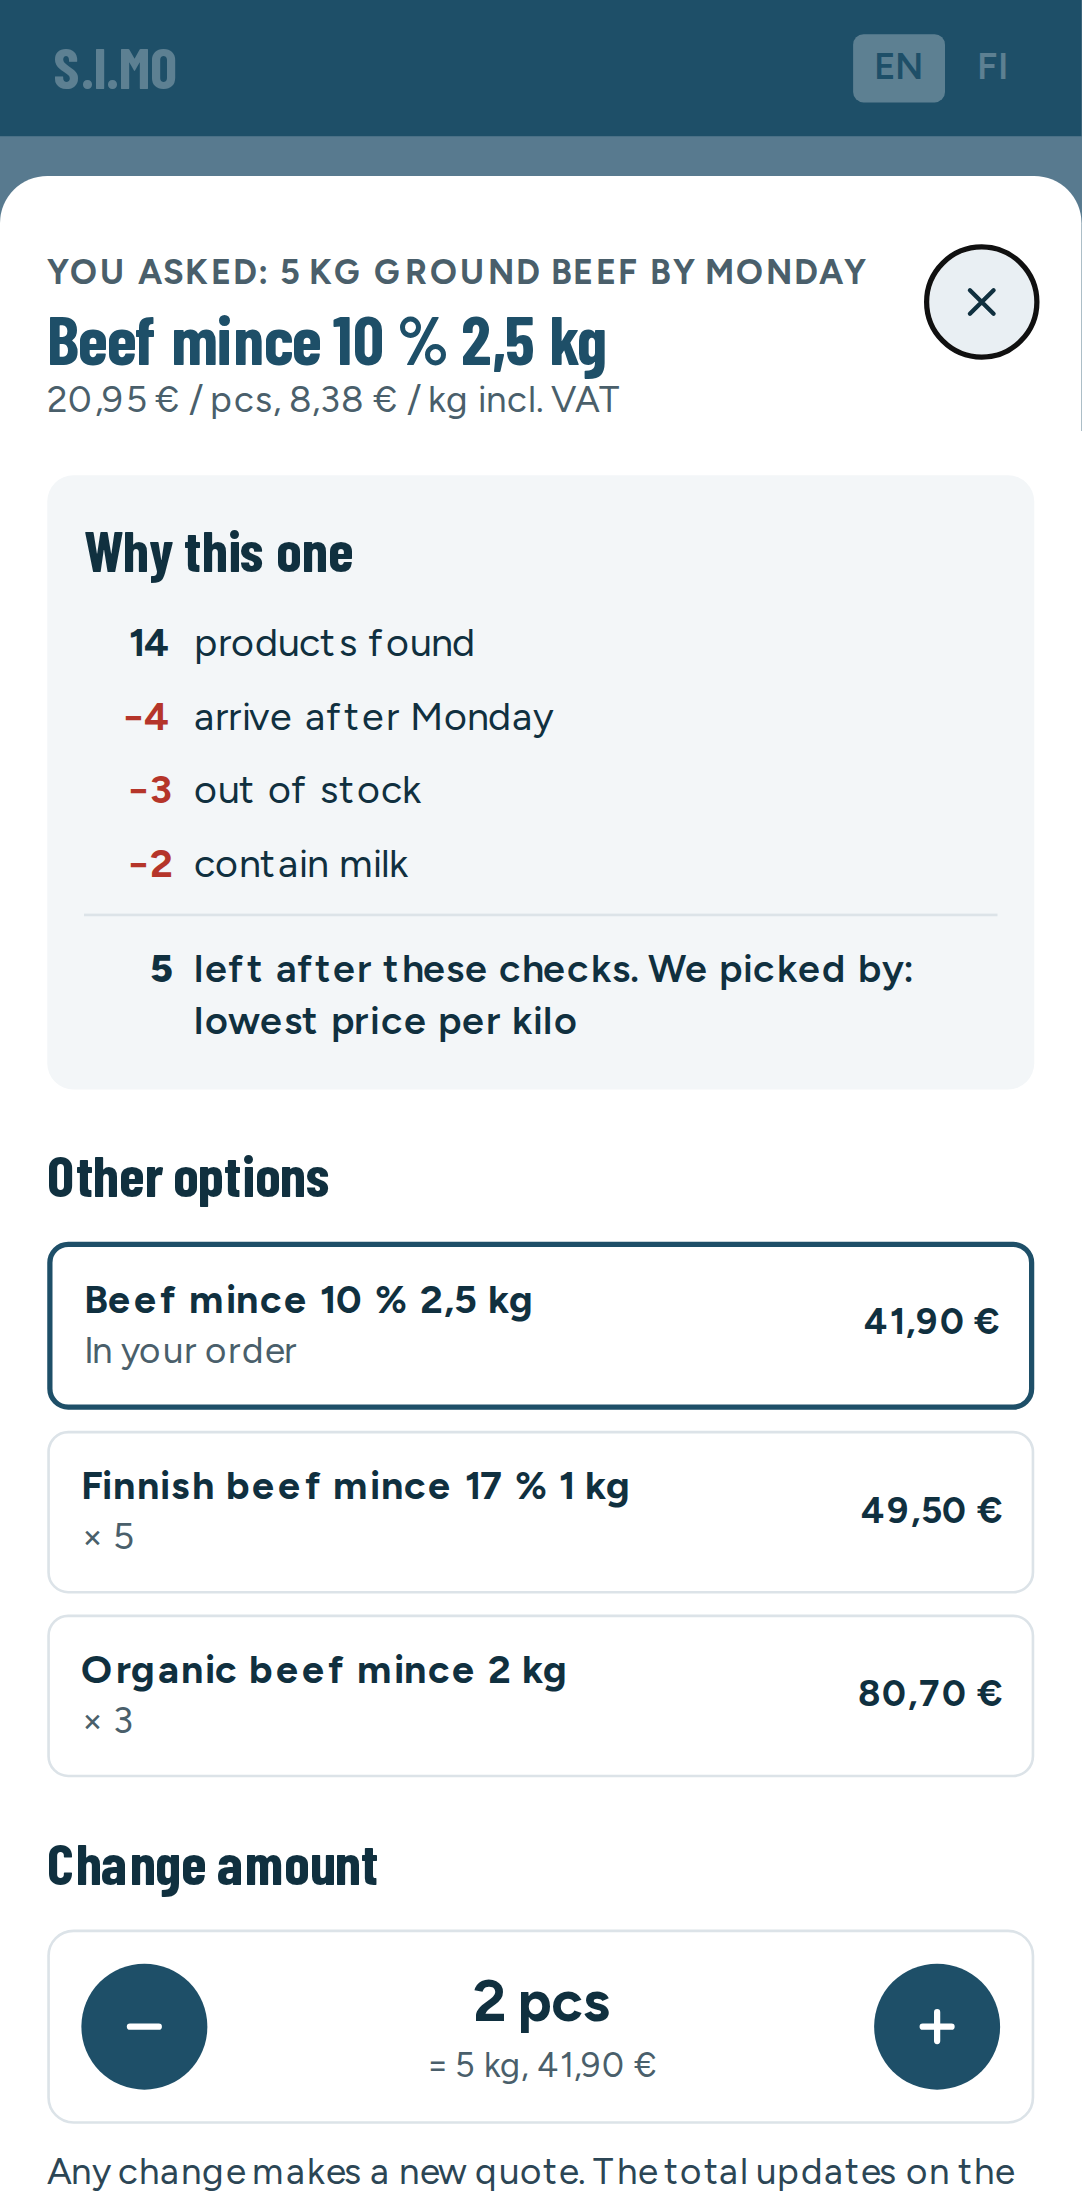 S.I.MO
EN FI
YOU ASKED: 5 KG GROUND BEEF BY MONDAY
Beef mince 10 % 2,5 kg
20,95 € / pcs, 8,38 € / kg incl. VAT
Why this one
14 products found
−4 arrive after Monday
−3 out of stock
−2 contain milk
5 left after these checks. We picked by:
lowest price per kilo
Other options
Beef mince 10 % 2,5 kg
In your order
41,90 €
Finnish beef mince 17 % 1 kg
× 5
49,50 €
Organic beef mince 2 kg
× 3
80,70 €
Change amount
− 2 pcs +
= 5 kg, 41,90 €
Any change makes a new quote. The total updates on the